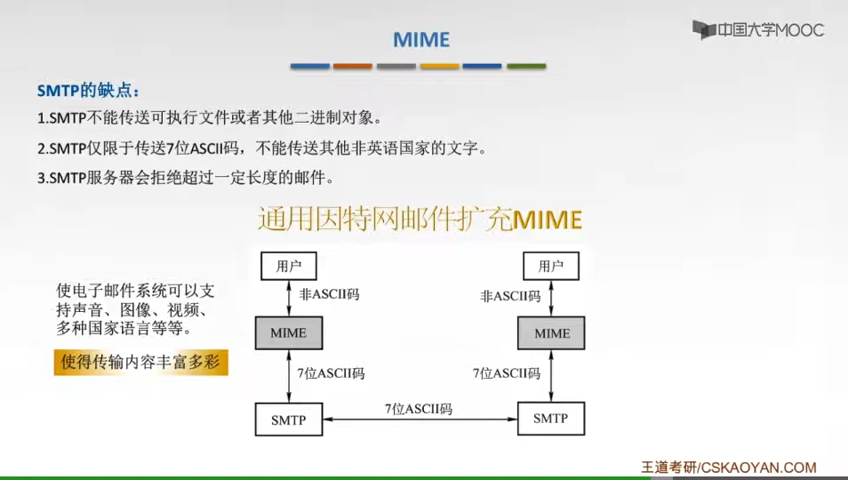 中国大学MOOC
MIME
SMTP的缺点：
1.SMTP不能传送可执行文件或者其他二进制对象。
2.SMTP仅限于传送7位ASCII码，不能传送其他非英语国家的文字。
3.SMTP服务器会拒绝超过一定长度的邮件。
通用因特网邮件扩充MIME
使电子邮件系统可以支
持声音、图像、视频、
多种国家语言等等。
使得传输内容丰富多彩
用户
用户
非ASCII码
非ASCII码
MIME
MIME
7位ASCII码
7位ASCII码
7位ASCII码
SMTP
SMTP
王道考研/CSKAOYAN.COM